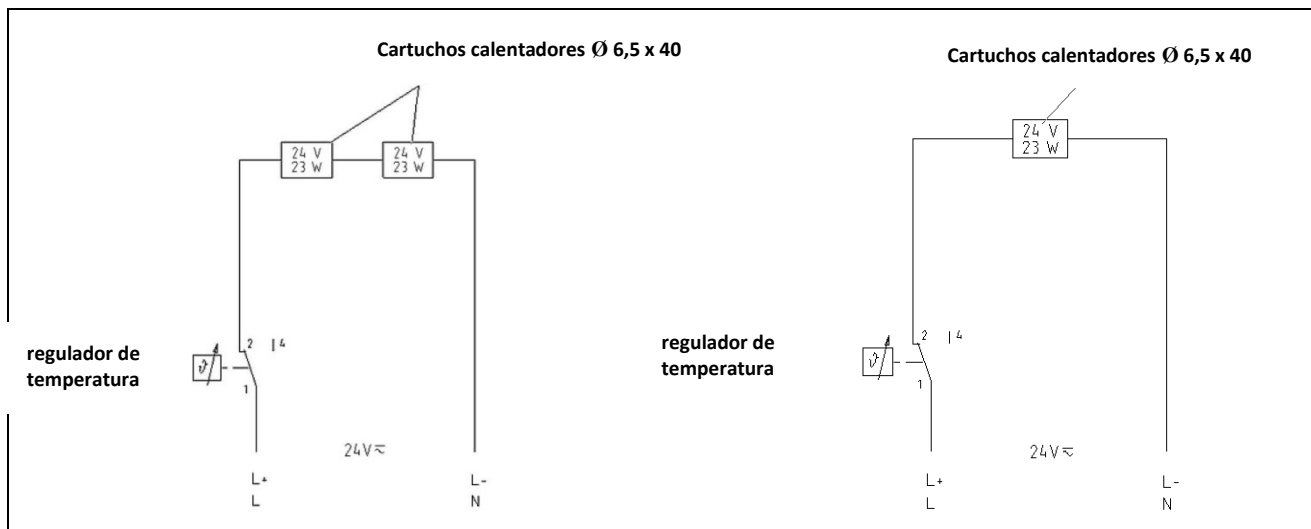 Cartuchos calentadores Ø 6,5 x 40
24 V
23 W
24 V
23 W
regulador de
temperatura
ϑ
2
4
1
24V
L+
L
L-
N
Cartuchos calentadores Ø 6,5 x 40
24 V
23 W
regulador de
temperatura
ϑ
2
4
1
24V
L+
L
L-
N